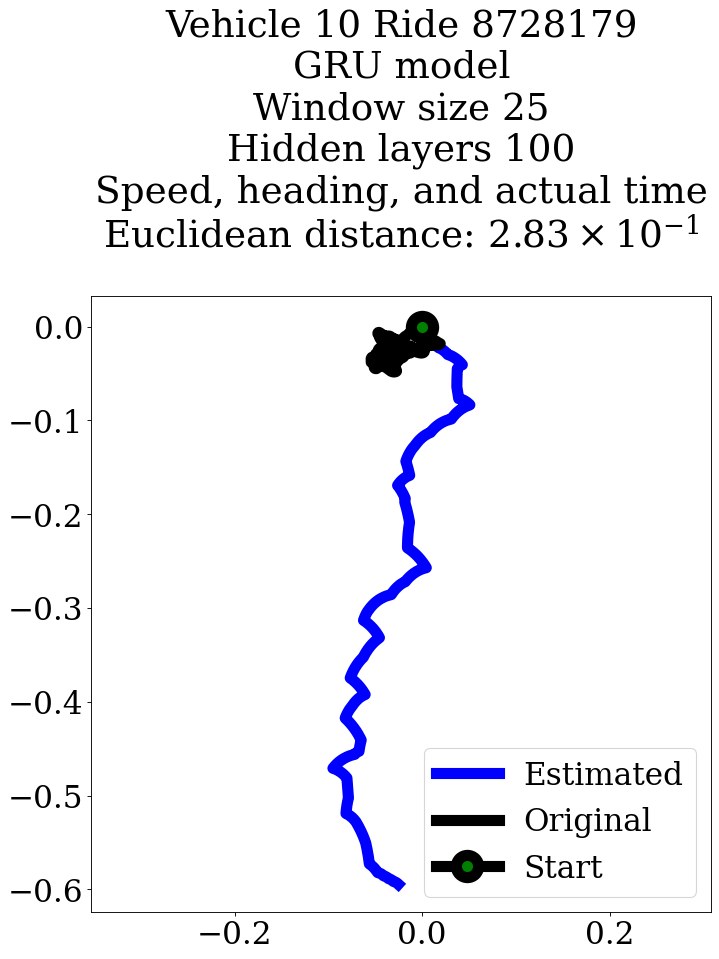 Vehicle 10 Ride 8728179
GRU model
Window size 25
Hidden layers 100
Speed, heading, and actual time
Euclidean distance: 2.83 × 10⁻¹
0.0
−0.1
−0.2
−0.3
−0.4
−0.5
−0.6
Estimated
Original
Start
−0.2 0.0 0.2